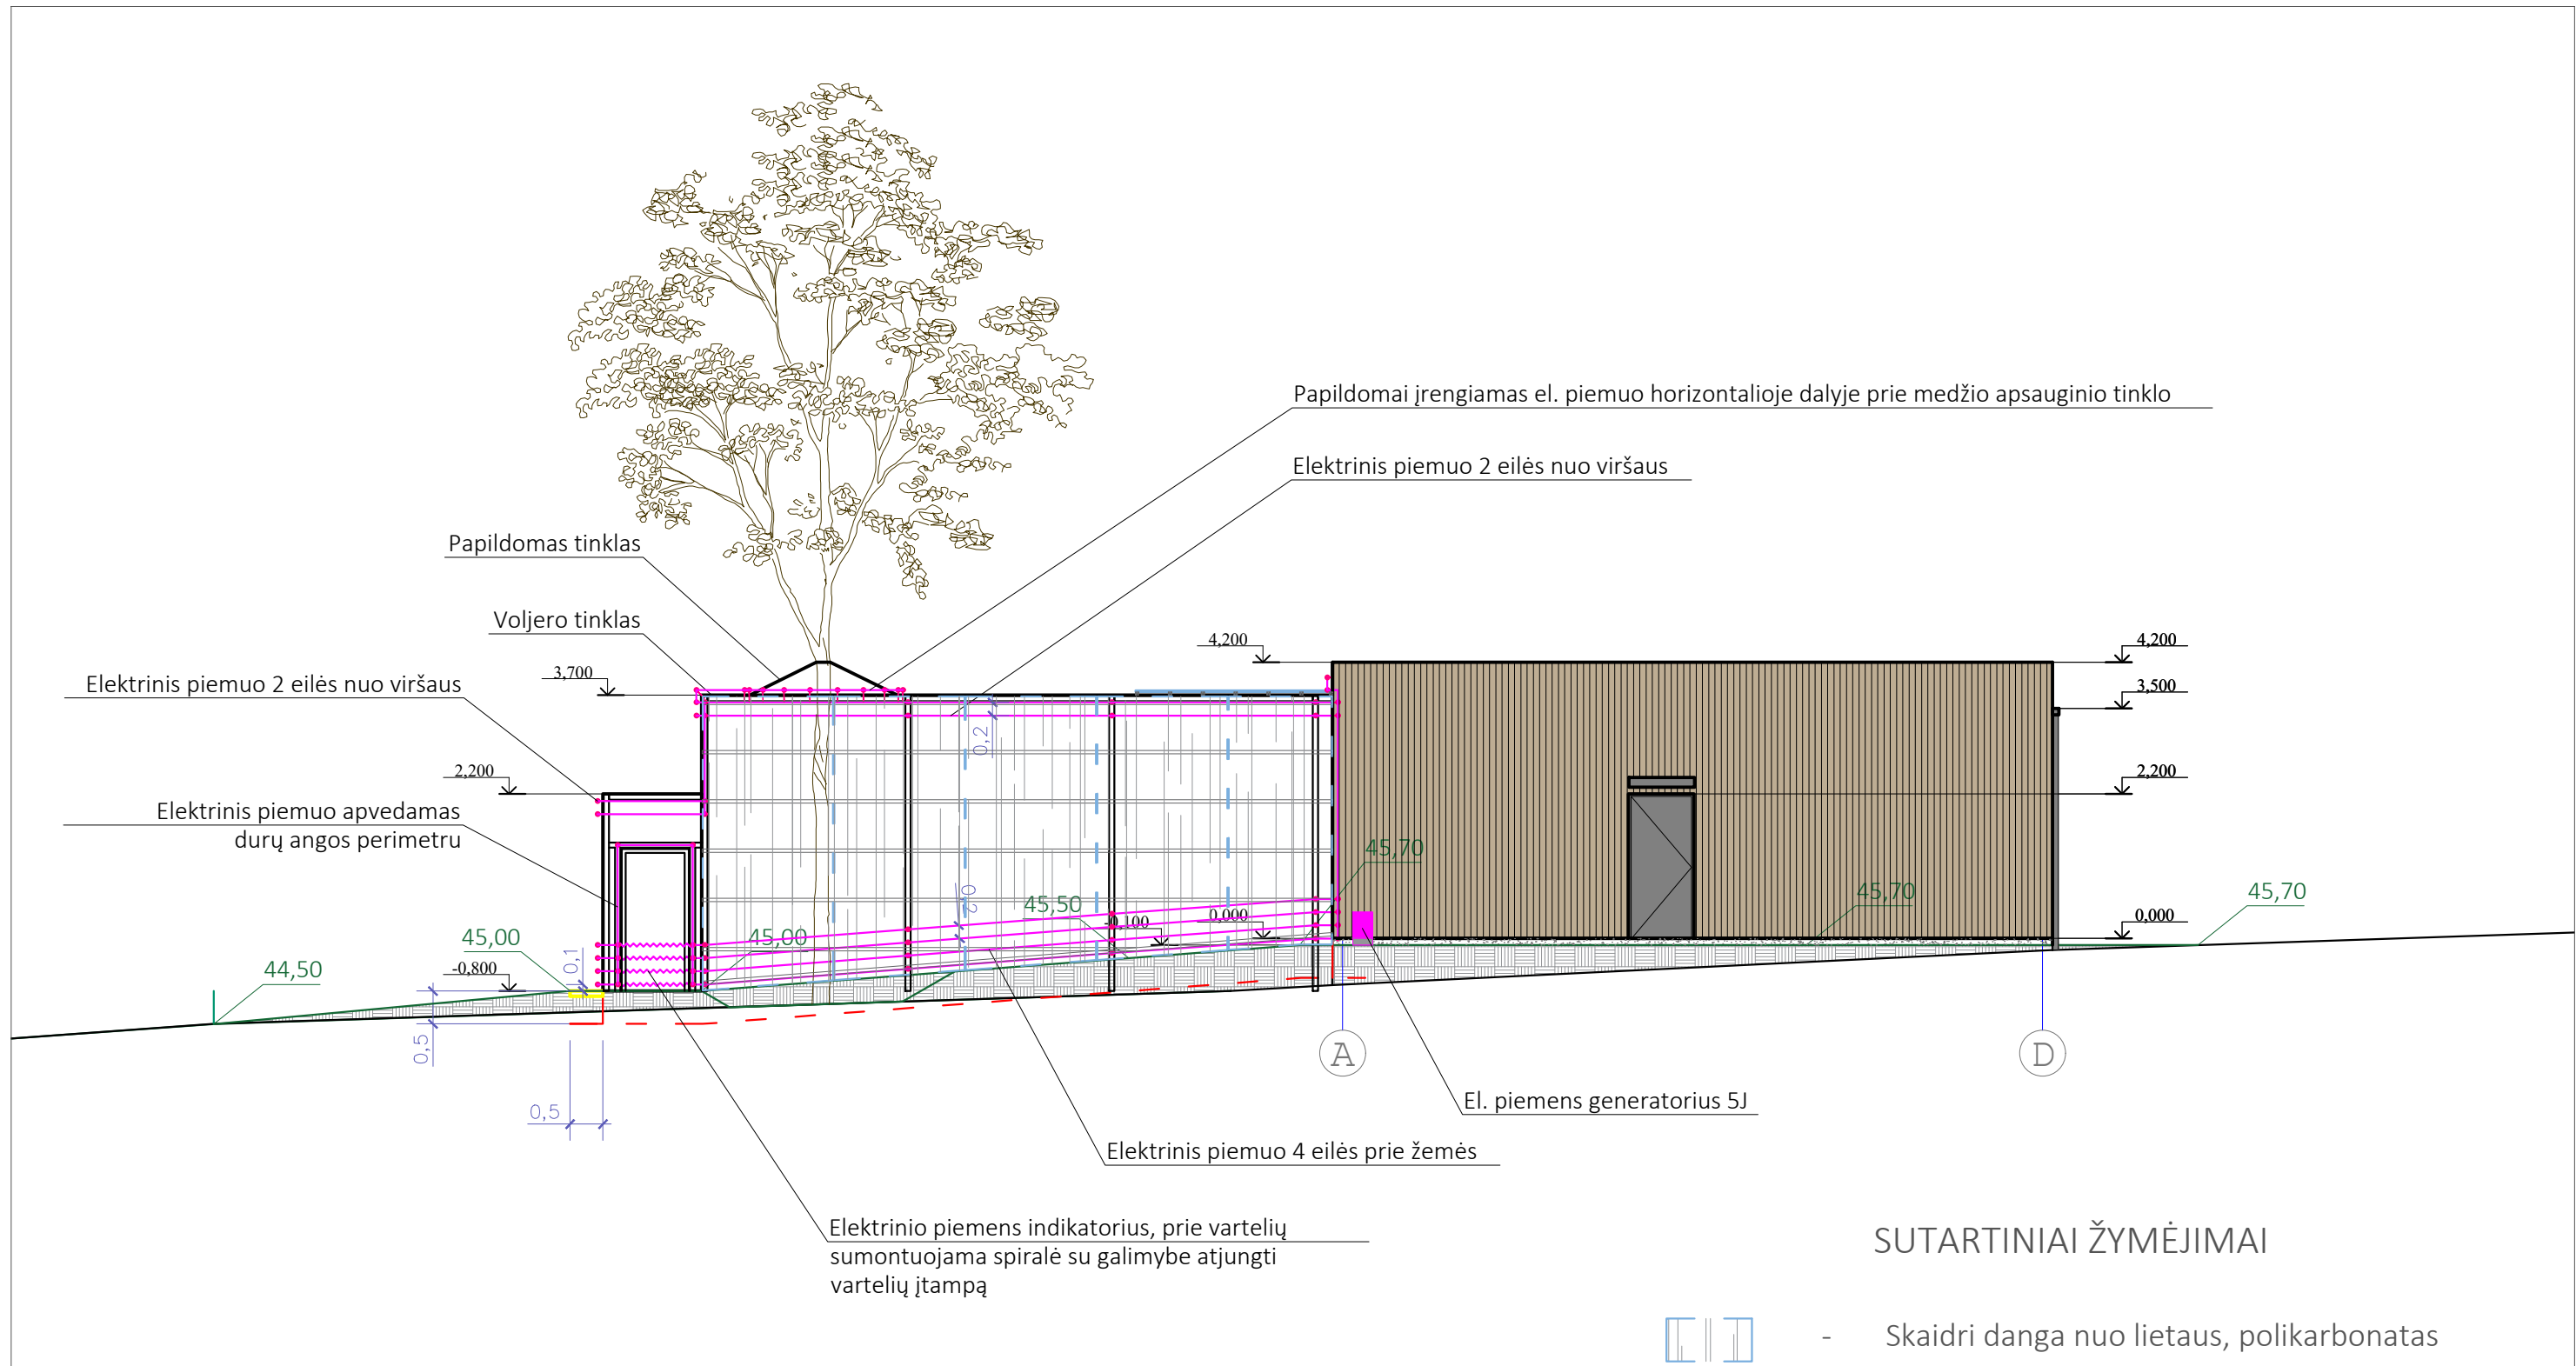 Papildomai įrengiamas el. piemuo horizontalioje dalyje prie medžio apsauginio tinklo
Elektrinis piemuo 2 eilės nuo viršaus
Papildomas tinklas
Voljero tinklas
4,200
4,200
3,700
Elektrinis piemuo 2 eilės nuo viršaus
3,500
0,2
2,200
2,200
Elektrinis piemuo apvedamas
durų angos perimetru
45,70
0,2
45,50
45,70
45,70
-0,100
0,000
0,000
45,00
45,00
44,50
-0,800
0,1
0,5
A
D
0,5
El. piemens generatorius 5J
Elektrinis piemuo 4 eilės prie žemės
Elektrinio piemens indikatorius, prie vartelių
sumontuojama spiralė su galimybe atjungti
vartelių įtampą
SUTARTINIAI ŽYMĖJIMAI
- Skaidri danga nuo lietaus, polikarbonatas